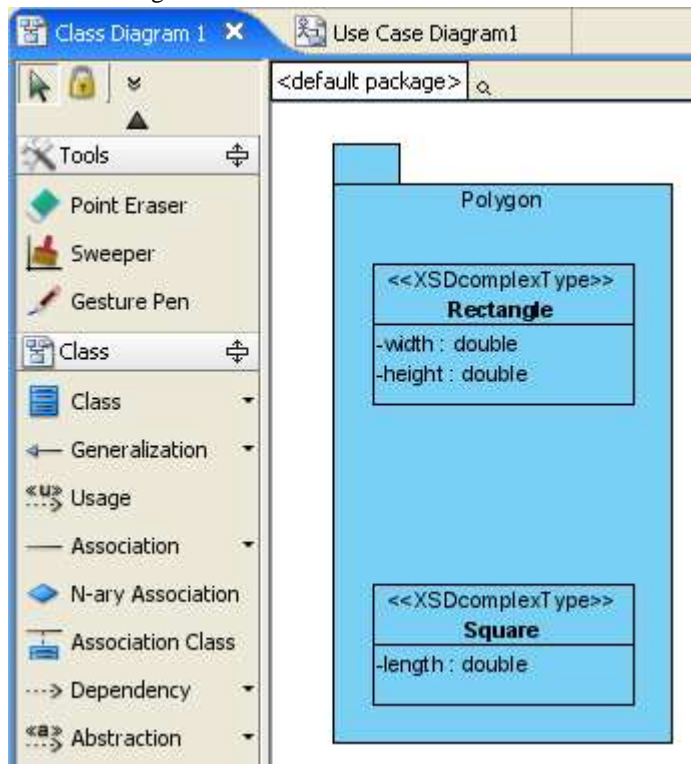 Class Diagram 1
Use Case Diagram1
<default package>
Tools
Point Eraser
Sweeper
Gesture Pen
Class
Class
Generalization
«u» Usage
Association
N-ary Association
Association Class
Dependency
«a» Abstraction
Polygon
<<XSDcomplexType>>
Rectangle
-width : double
-height : double
<<XSDcomplexType>>
Square
-length : double